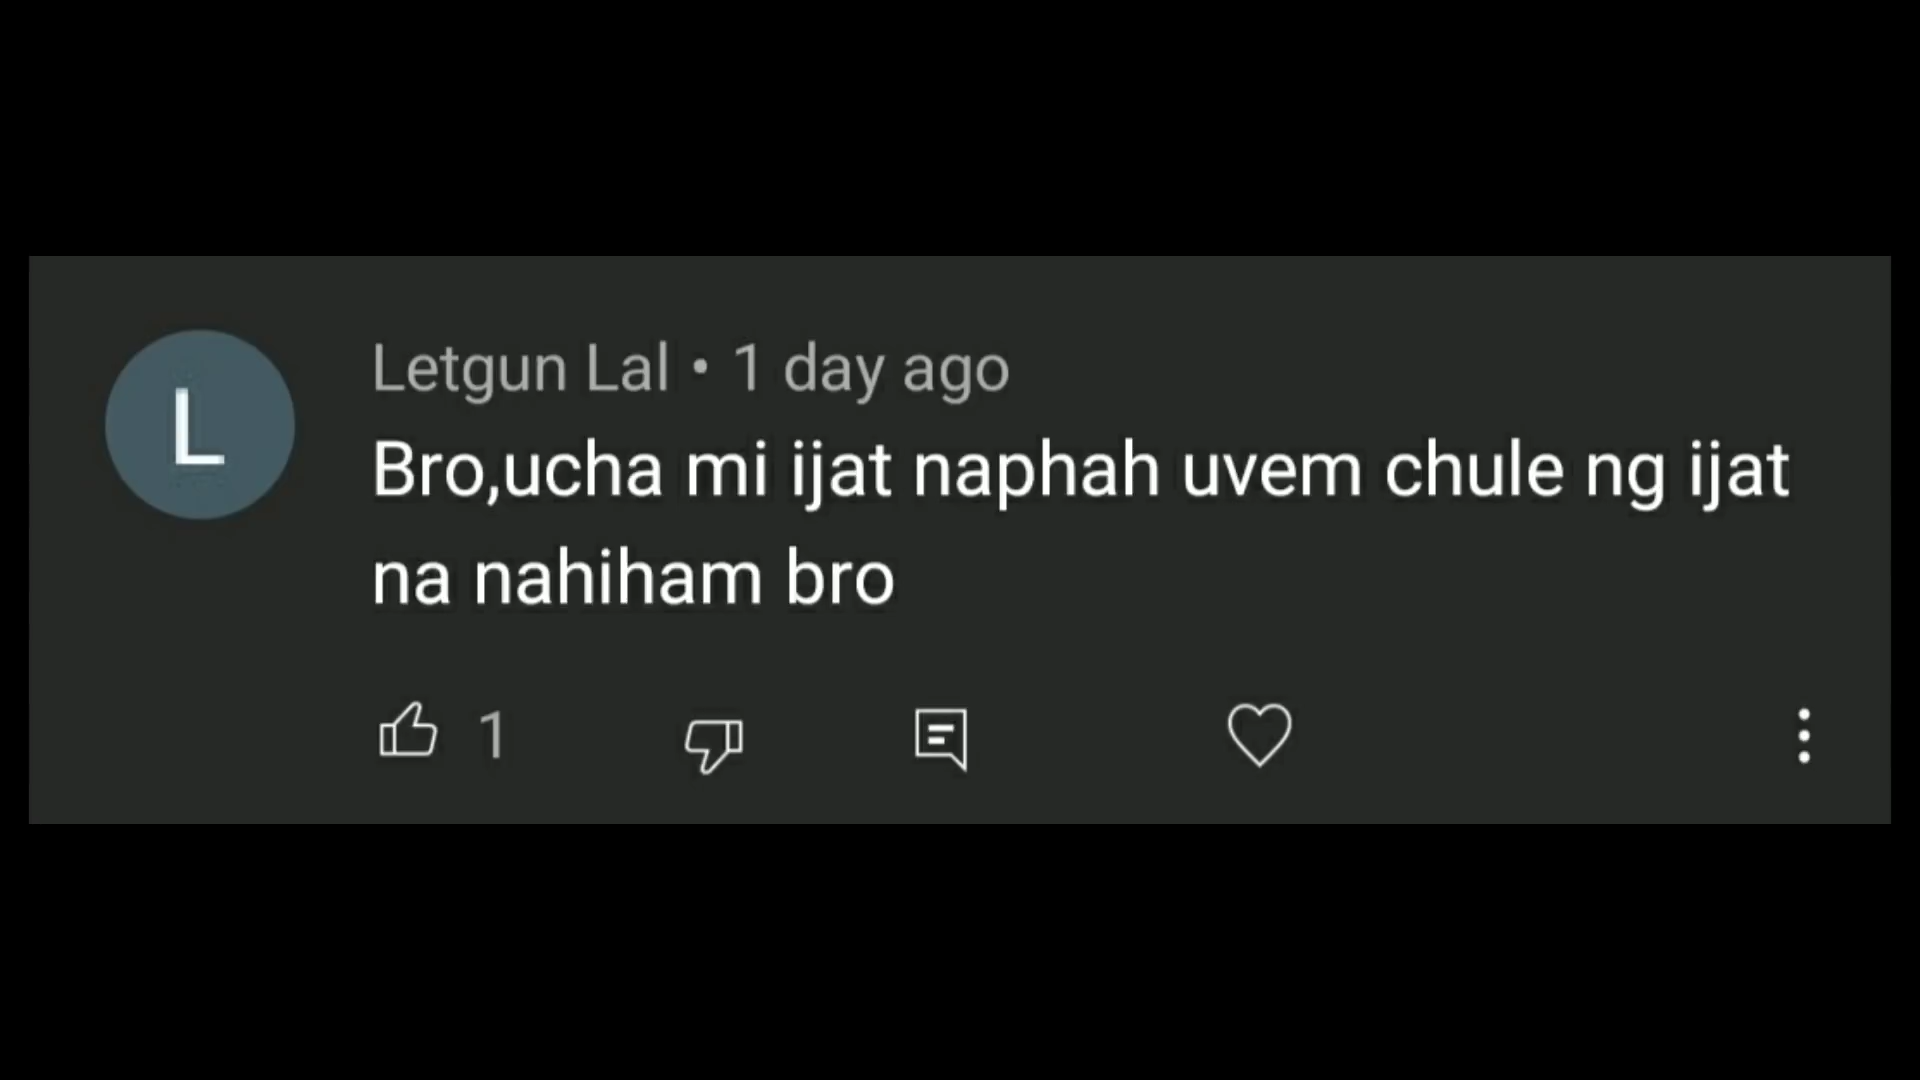 L
Letgun Lal • 1 day ago
Bro,ucha mi ijat naphah uvem chule ng ijat
na nahiham bro
1